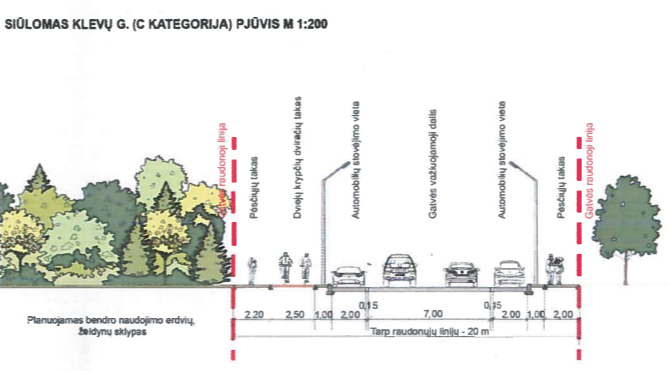 SIŪLOMAS KLEVŲ G. (C KATEGORIJA) PJŪVIS M 1:200
Gatvės raudonoji linija
Pėsčiųjų takas
Dviejų krypčių dviračių takas
Automobilių stovėjimo vieta
Gatvės važiuojamoji dalis
Automobilių stovėjimo vieta
Pėsčiųjų takas
Gatvės raudonoji linija
0,15
0,15
2.20
2,50
1,00
2,00
7,00
2.00
1,00
2,00
Tarp raudonųjų linijų - 20 m
Planuojamas bendro naudojimo erdvių,
želdynų sklypas